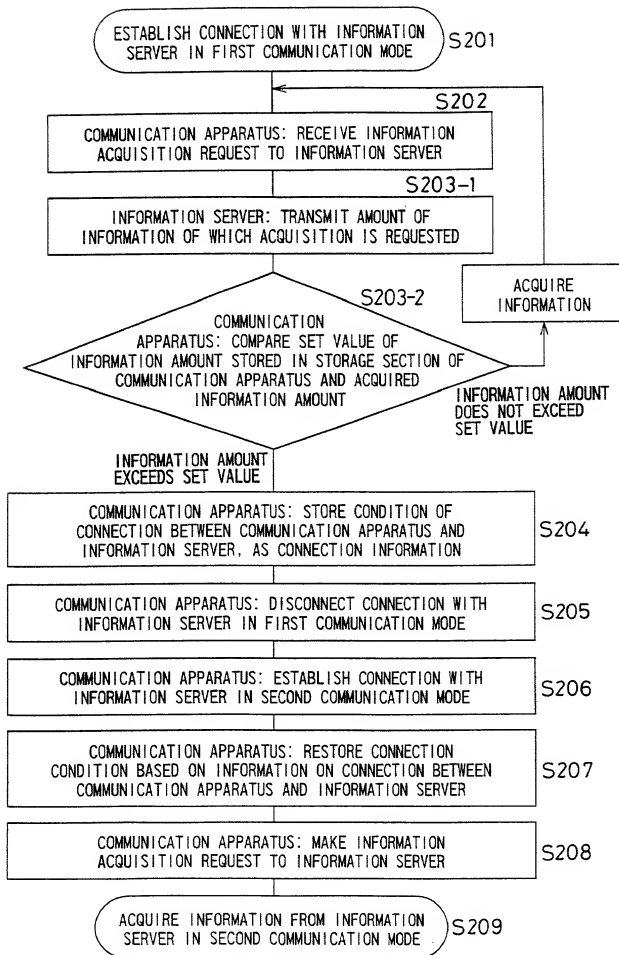 ESTABLISH CONNECTION WITH INFORMATION
SERVER IN FIRST COMMUNICATION MODE
S201
S202
COMMUNICATION APPARATUS: RECEIVE INFORMATION
ACQUISITION REQUEST TO INFORMATION SERVER
S203-1
INFORMATION SERVER: TRANSMIT AMOUNT OF
INFORMATION OF WHICH ACQUISITION IS REQUESTED
S203-2
COMMUNICATION
APPARATUS: COMPARE SET VALUE OF
INFORMATION AMOUNT STORED IN STORAGE SECTION OF
COMMUNICATION APPARATUS AND ACQUIRED
INFORMATION AMOUNT
ACQUIRE
INFORMATION
INFORMATION AMOUNT
DOES NOT EXCEED
SET VALUE
INFORMATION AMOUNT
EXCEEDS SET VALUE
COMMUNICATION APPARATUS: STORE CONDITION OF
CONNECTION BETWEEN COMMUNICATION APPARATUS AND
INFORMATION SERVER, AS CONNECTION INFORMATION
S204
COMMUNICATION APPARATUS: DISCONNECT CONNECTION WITH
INFORMATION SERVER IN FIRST COMMUNICATION MODE
S205
COMMUNICATION APPARATUS: ESTABLISH CONNECTION WITH
INFORMATION SERVER IN SECOND COMMUNICATION MODE
S206
COMMUNICATION APPARATUS: RESTORE CONNECTION
CONDITION BASED ON INFORMATION ON CONNECTION BETWEEN
COMMUNICATION APPARATUS AND INFORMATION SERVER
S207
COMMUNICATION APPARATUS: MAKE INFORMATION
ACQUISITION REQUEST TO INFORMATION SERVER
S208
ACQUIRE INFORMATION FROM INFORMATION
SERVER IN SECOND COMMUNICATION MODE
S209